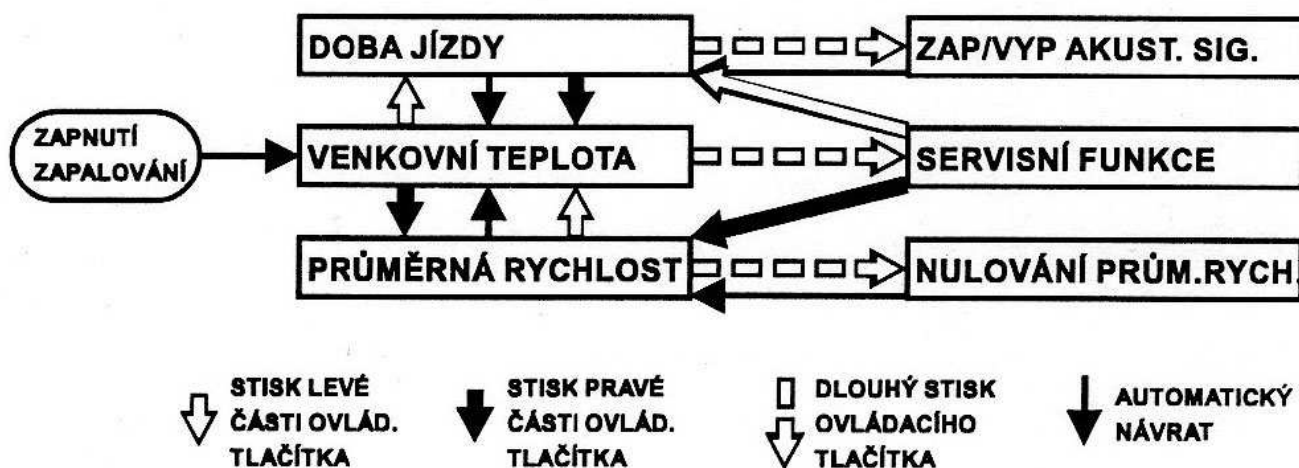 DOBA JÍZDY
ZAP/VYP AKUST. SIG.
ZAPNUTÍ
ZAPALOVÁNÍ
VENKOVNÍ TEPLOTA
SERVISNÍ FUNKCE
PRŮMĚRNÁ RYCHLOST
NULOVÁNÍ PRŮM.RYCH.
STISK LEVÉ
ČÁSTI OVLÁD.
TLAČÍTKA
STISK PRAVÉ
ČÁSTI OVLÁD.
TLAČÍTKA
DLOUHÝ STISK
OVLÁDACÍHO
TLAČÍTKA
AUTOMATICKÝ
NÁVRAT